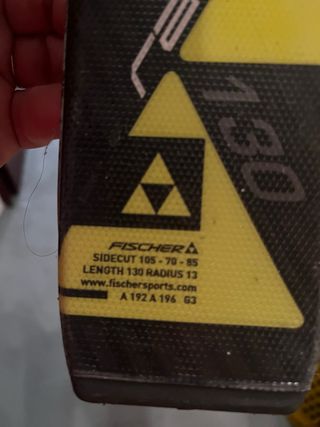 130
FISCHER
SIDECUT 105 - 70 - 85
LENGTH 130 RADIUS 13
www.fischersports.com
A 192 A 196 G3